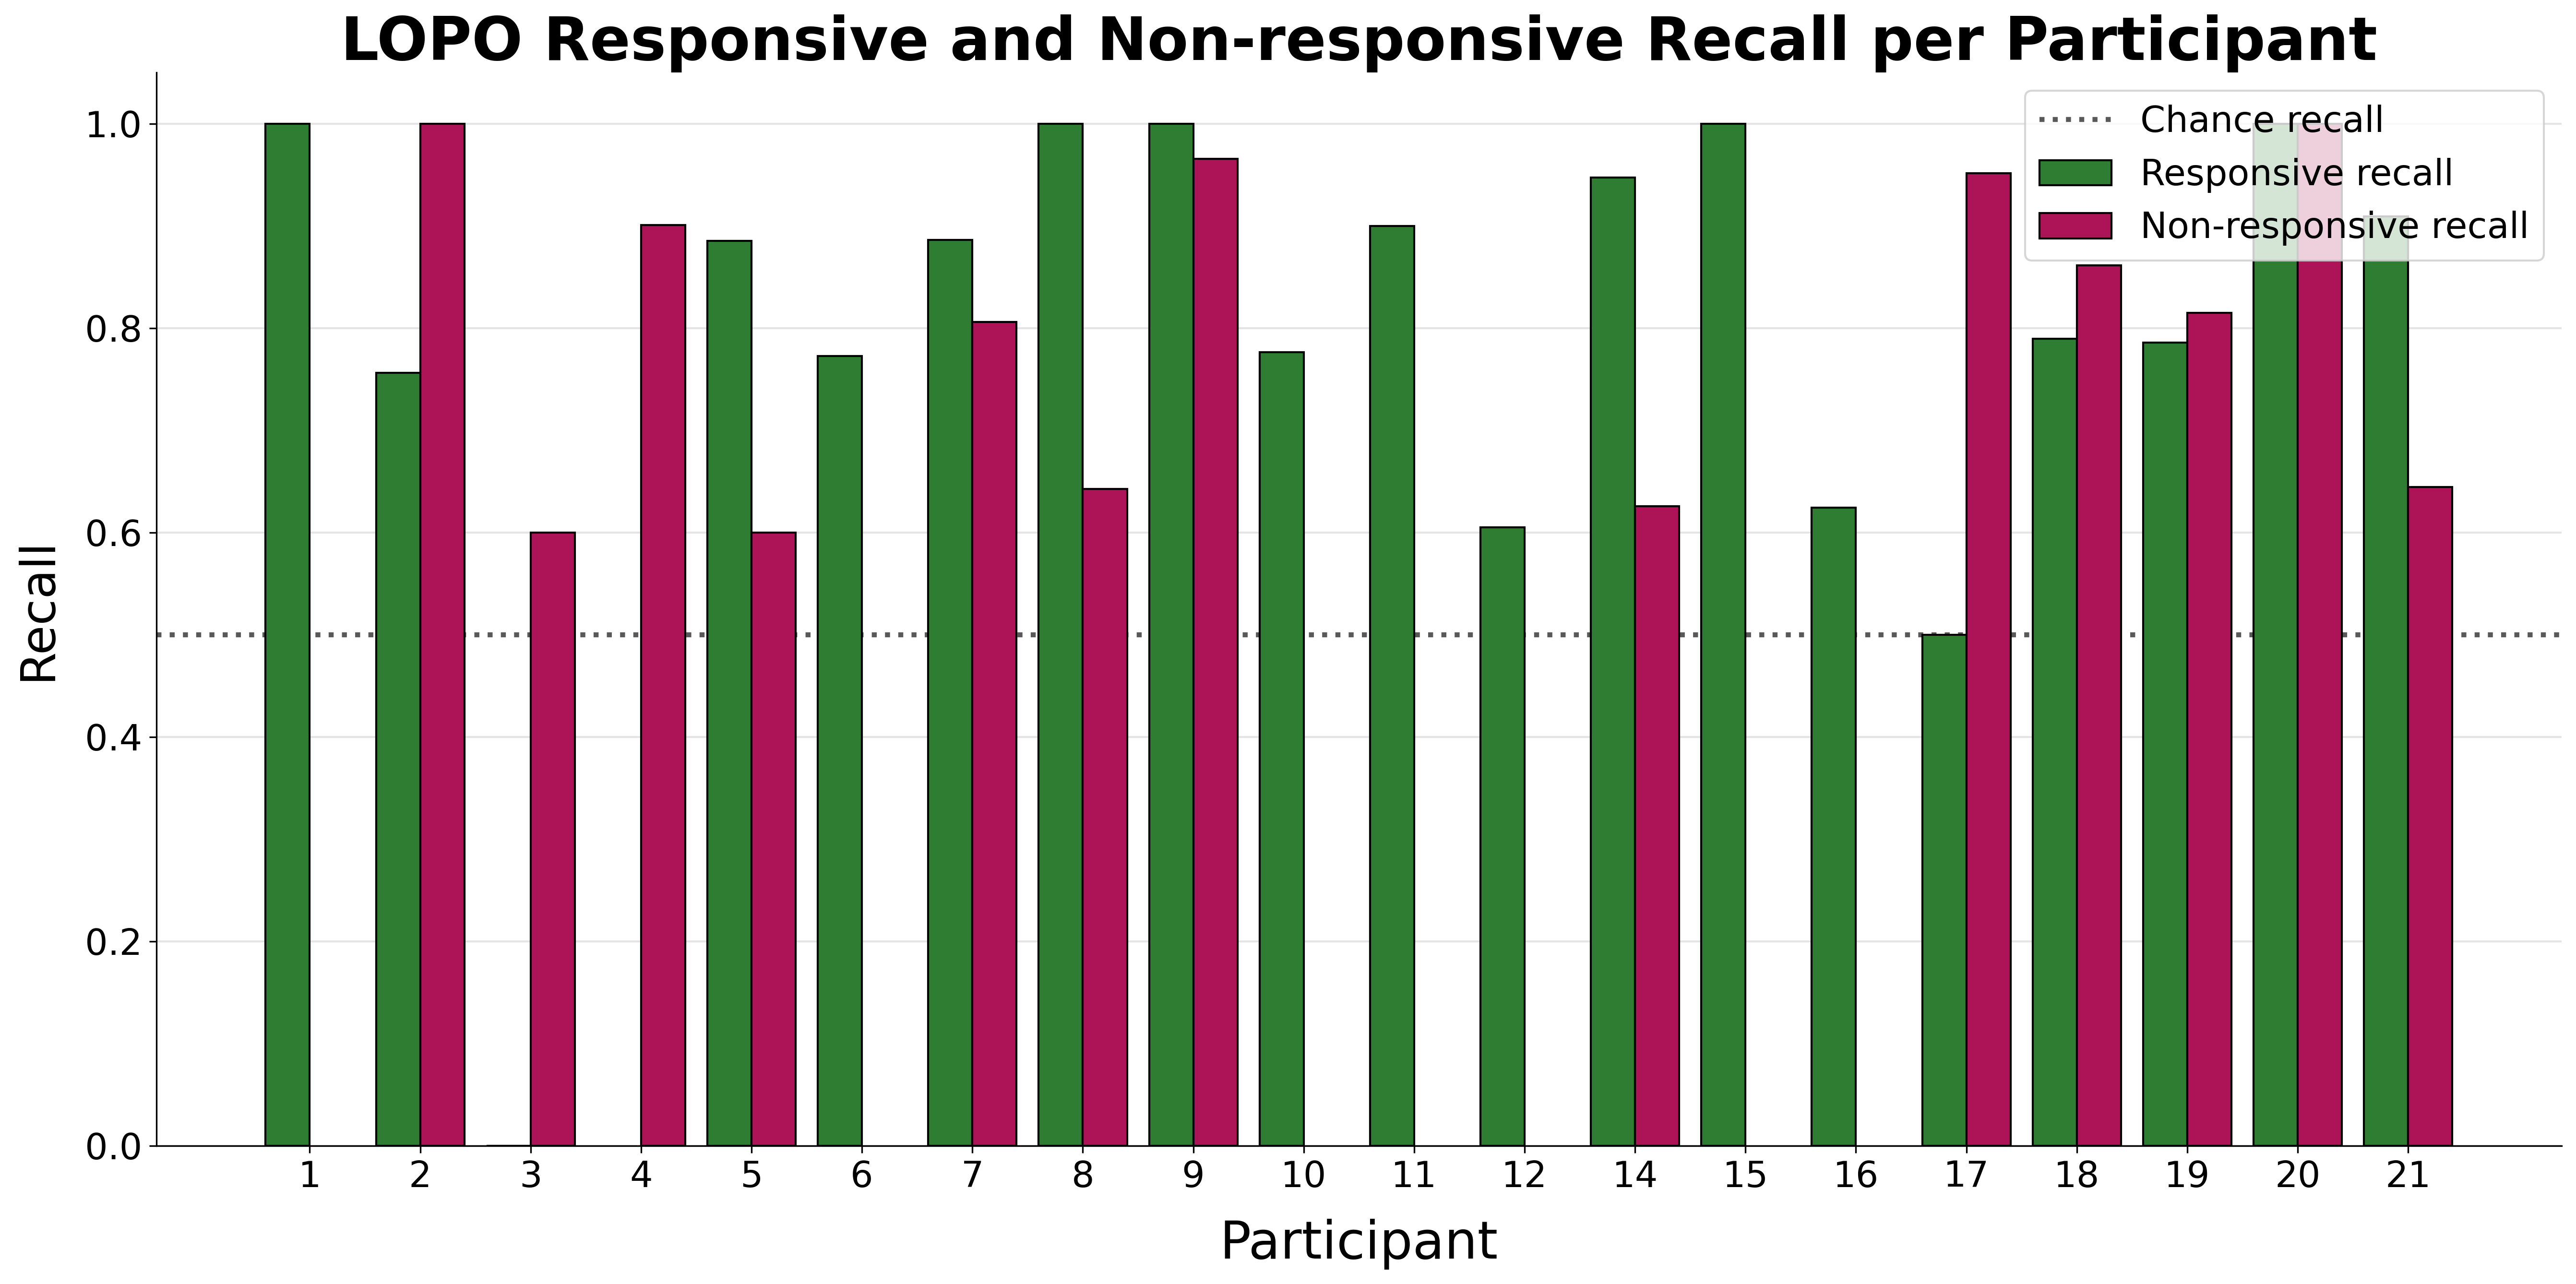 LOPO Responsive and Non-responsive Recall per Participant
Chance recall
Responsive recall
Non-responsive recall
1.0
0.8
0.6
0.4
0.2
0.0
Recall
1 2 3 4 5 6 7 8 9 10 11 12 14 15 16 17 18 19 20 21
Participant